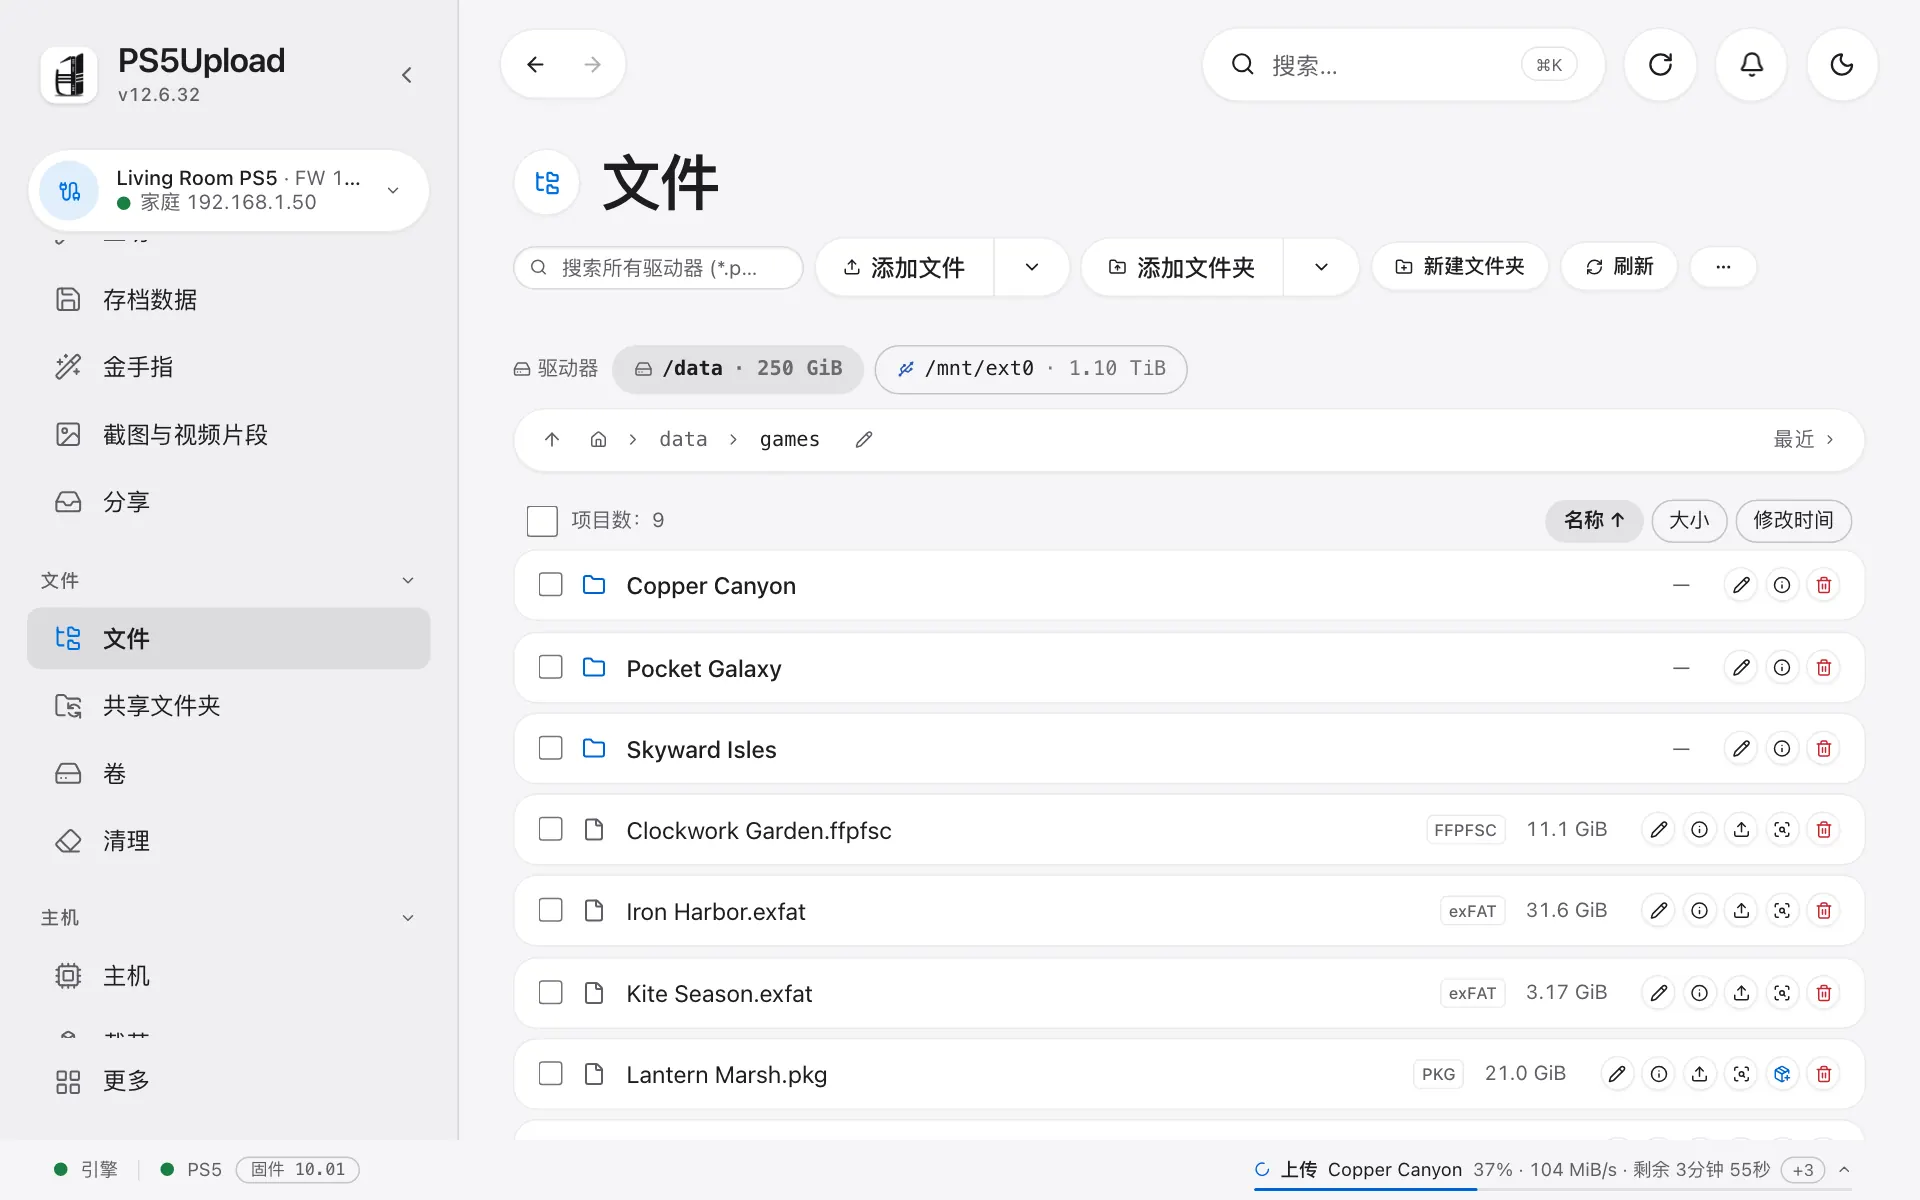 PS5Upload
v12.6.32
Living Room PS5 · FW 1...
家庭 192.168.1.50
存档数据
金手指
截图与视频片段
分享
文件
文件
共享文件夹
卷
清理
主机
主机
更多
搜索... ⌘K
文件
搜索所有驱动器 (*.p... 添加文件 添加文件夹 新建文件夹 刷新 ...
驱动器 /data · 250 GiB /mnt/ext0 · 1.10 TiB
data games 最近
项目数: 9 名称 ↑ 大小 修改时间
Copper Canyon —
Pocket Galaxy —
Skyward Isles —
Clockwork Garden.ffpfsc FFPFSC 11.1 GiB
Iron Harbor.exfat exFAT 31.6 GiB
Kite Season.exfat exFAT 3.17 GiB
Lantern Marsh.pkg PKG 21.0 GiB
引擎 PS5 固件 10.01 上传 Copper Canyon 37% · 104 MiB/s · 剩余 3分钟 55秒 +3